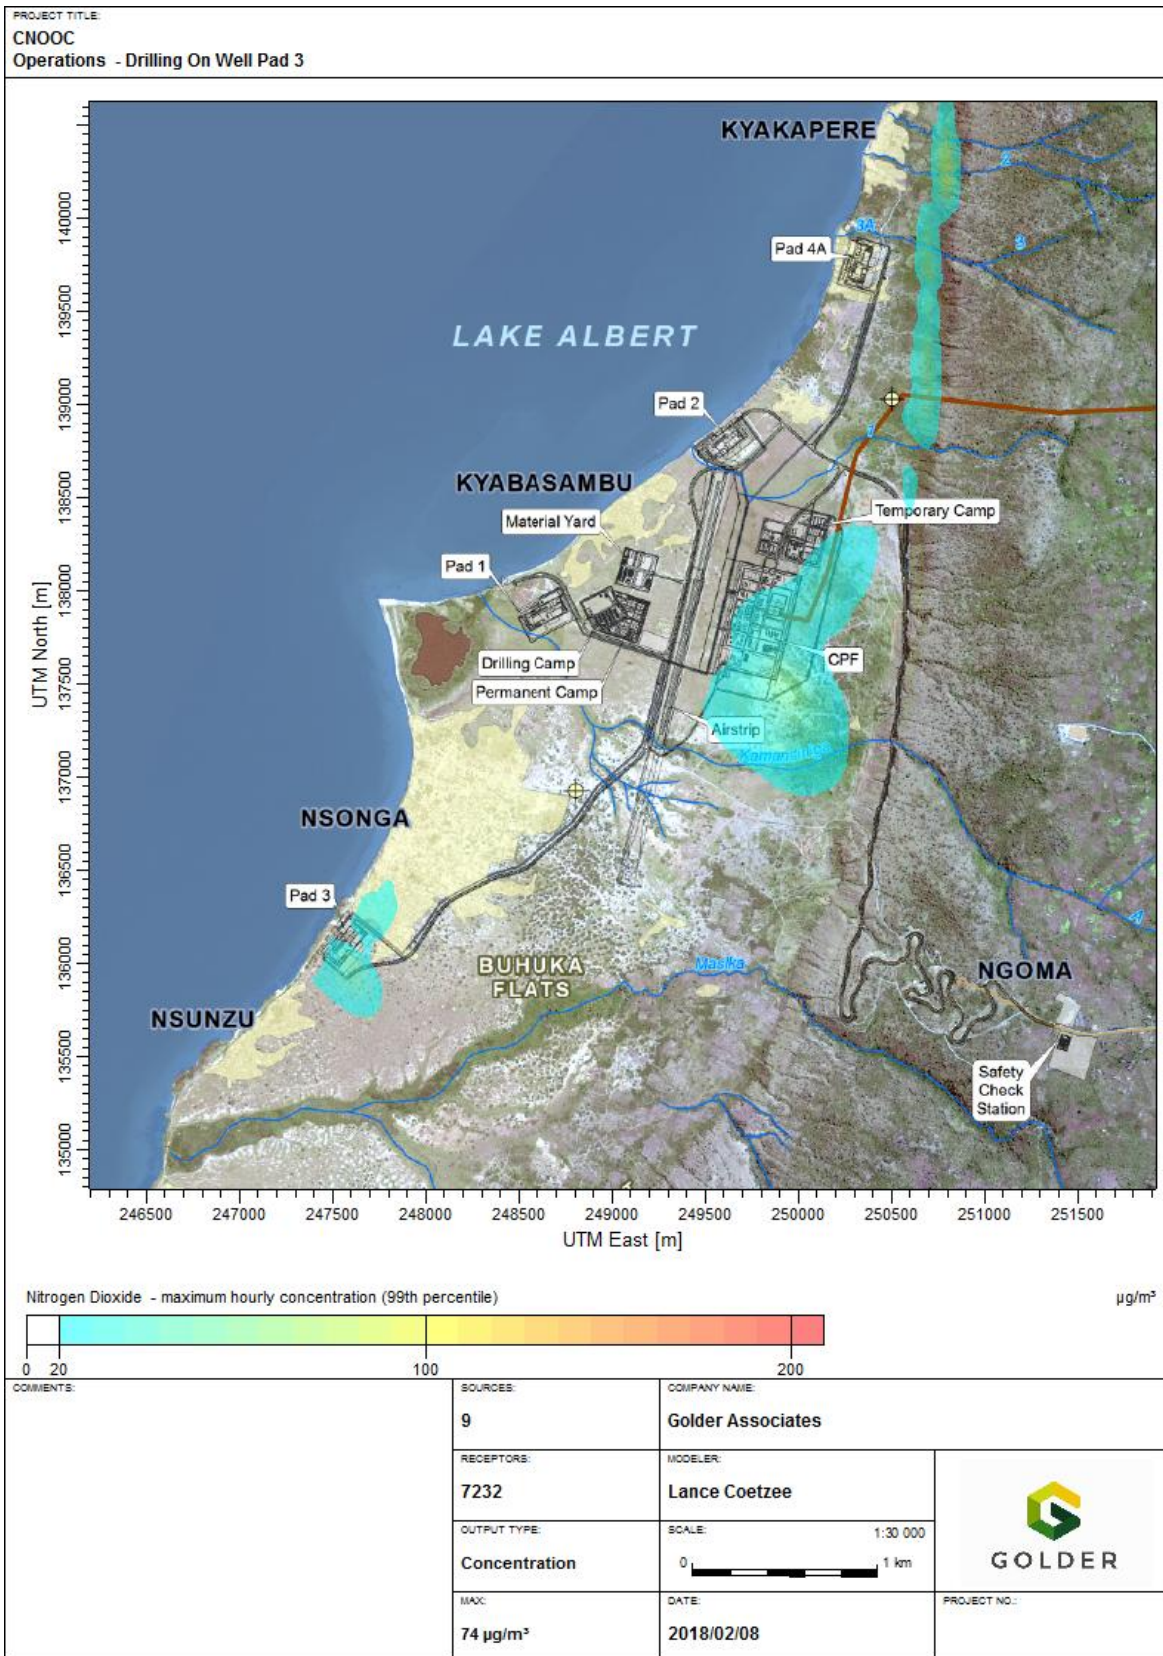 PROJECT TITLE:
CNOOC
Operations - Drilling On Well Pad 3
KYAKAPERE
2
3A
3
Pad 4A
LAKE ALBERT
Pad 2
1
KYABASAMBU
Material Yard
Temporary Camp
Pad 1
Drilling Camp
CPF
Permanent Camp
Airstrip
NSONGA
Pad 3
4
BUHUKA
FLATS
Masika
NGOMA
NSUNZU
Safety
Check
Station
UTM North [m]
140000
139500
139000
138500
138000
137500
137000
136500
136000
135500
135000
246500 247000 247500 248000 248500 249000 249500 250000 250500 251000 251500
UTM East [m]
Nitrogen Dioxide - maximum hourly concentration (99th percentile) µg/m³
0 20 100 200
COMMENTS:
SOURCES:
9
COMPANY NAME:
Golder Associates
RECEPTORS:
7232
MODELER:
Lance Coetzee
OUTPUT TYPE:
Concentration
SCALE: 1:30 000
0 1 km
GOLDER
MAX:
74 µg/m³
DATE:
2018/02/08
PROJECT NO.: